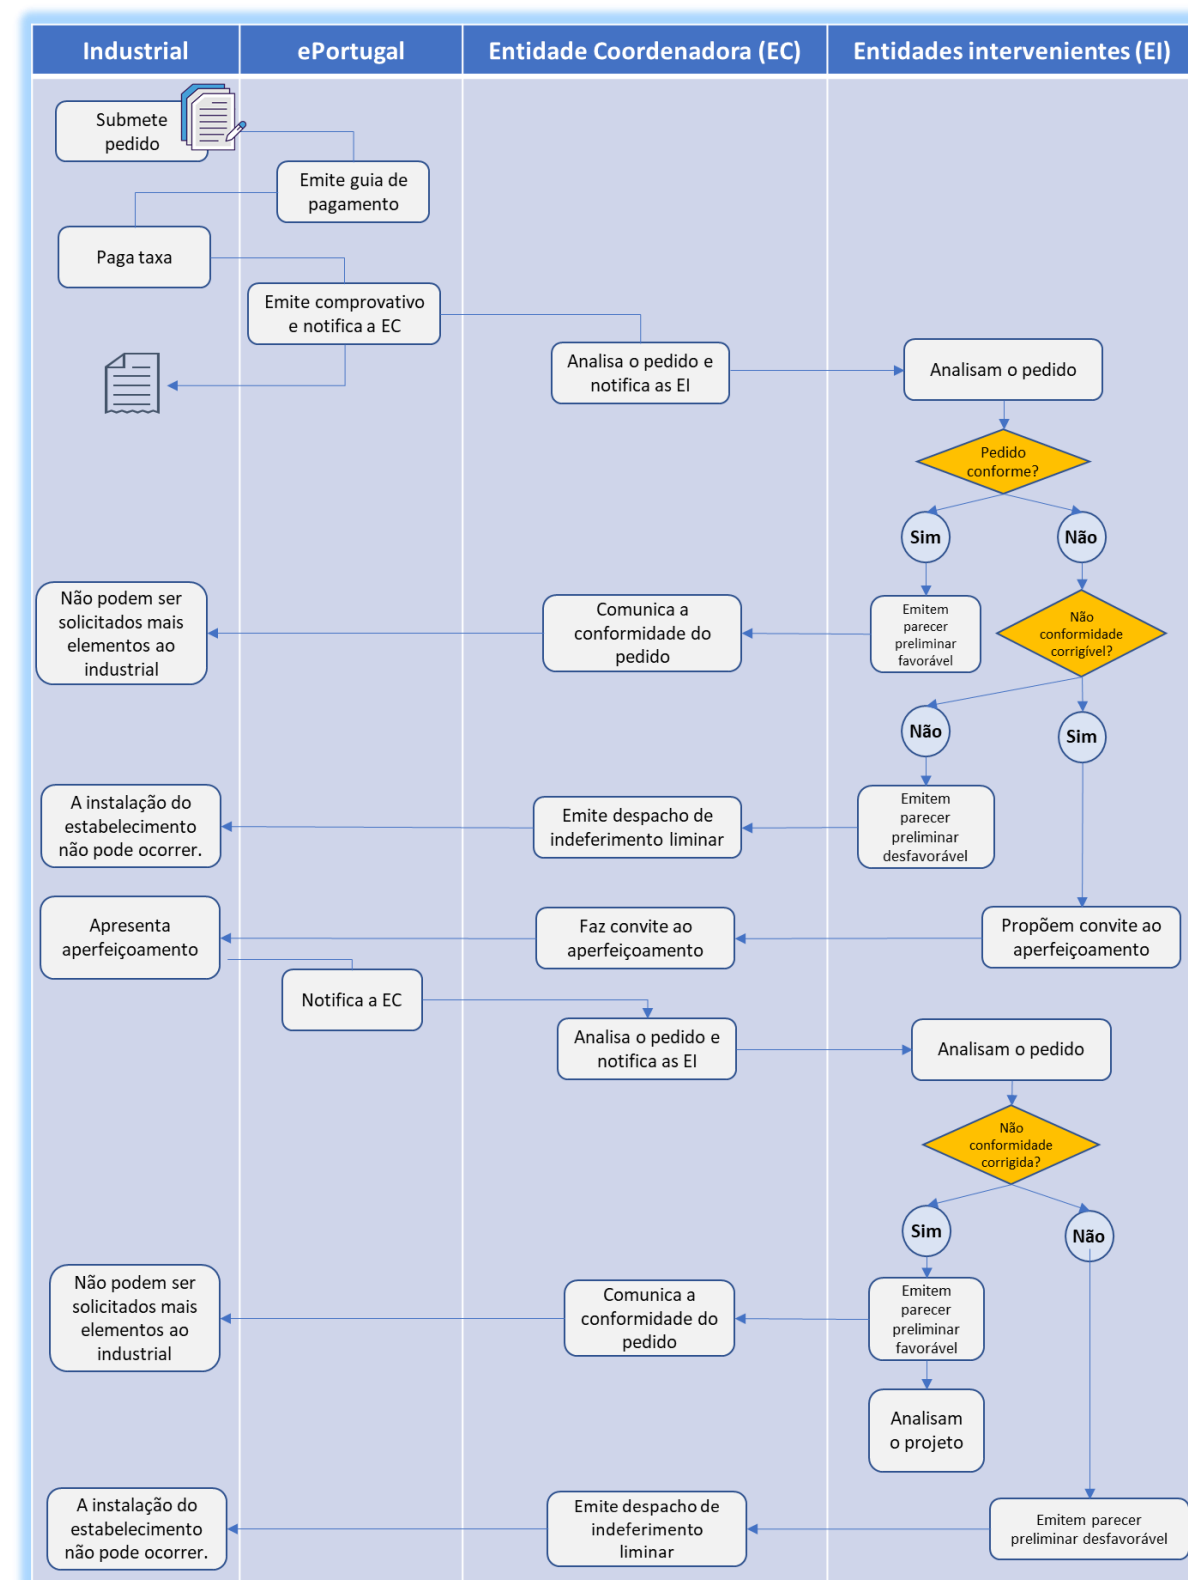 Industrial
ePortugal
Entidade Coordenadora (EC)
Entidades intervenientes (EI)
Submete
pedido
Emite guia de
pagamento
Paga taxa
Emite comprovativo
e notifica a EC
Analisa o pedido e
notifica as EI
Analisam o pedido
Pedido
conforme?
Sim
Não
Não podem ser
solicitados mais
elementos ao
industrial
Comunica a
conformidade do
pedido
Emitem
parecer
preliminar
favorável
Não
conformidade
corrigível?
Não
Sim
A instalação do
estabelecimento
não pode ocorrer.
Emite despacho de
indeferimento liminar
Emitem
parecer
preliminar
desfavorável
Apresenta
aperfeiçoamento
Faz convite ao
aperfeiçoamento
Propõem convite ao
aperfeiçoamento
Notifica a EC
Analisa o pedido e
notifica as EI
Analisam o pedido
Não
conformidade
corrigida?
Sim
Não
Não podem ser
solicitados mais
elementos ao
industrial
Comunica a
conformidade do
pedido
Emitem
parecer
preliminar
favorável
Analisam
o projeto
A instalação do
estabelecimento
não pode ocorrer.
Emite despacho de
indeferimento
liminar
Emitem parecer
preliminar desfavorável